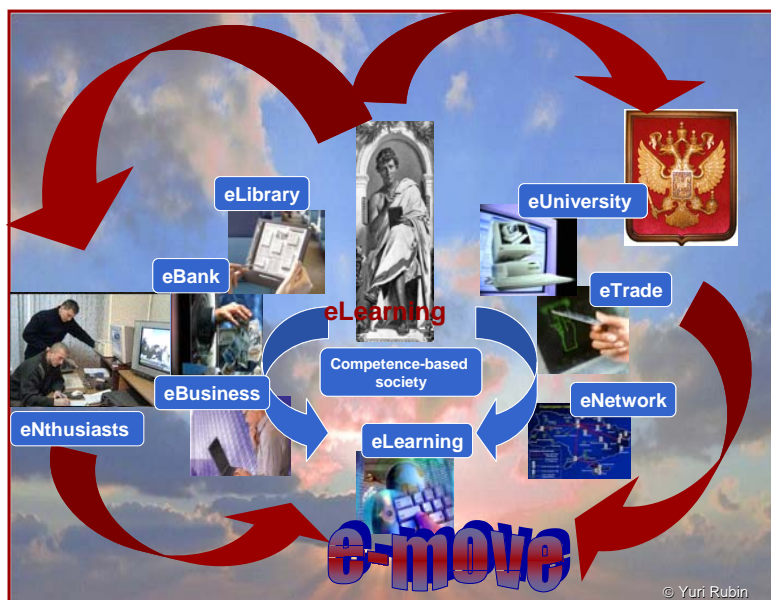 eLibrary
eUniversity
eBank
eTrade
eLearning
Competence-based
society
eBusiness
eNetwork
eNthusiasts
eLearning
e-move
© Yuri Rubin